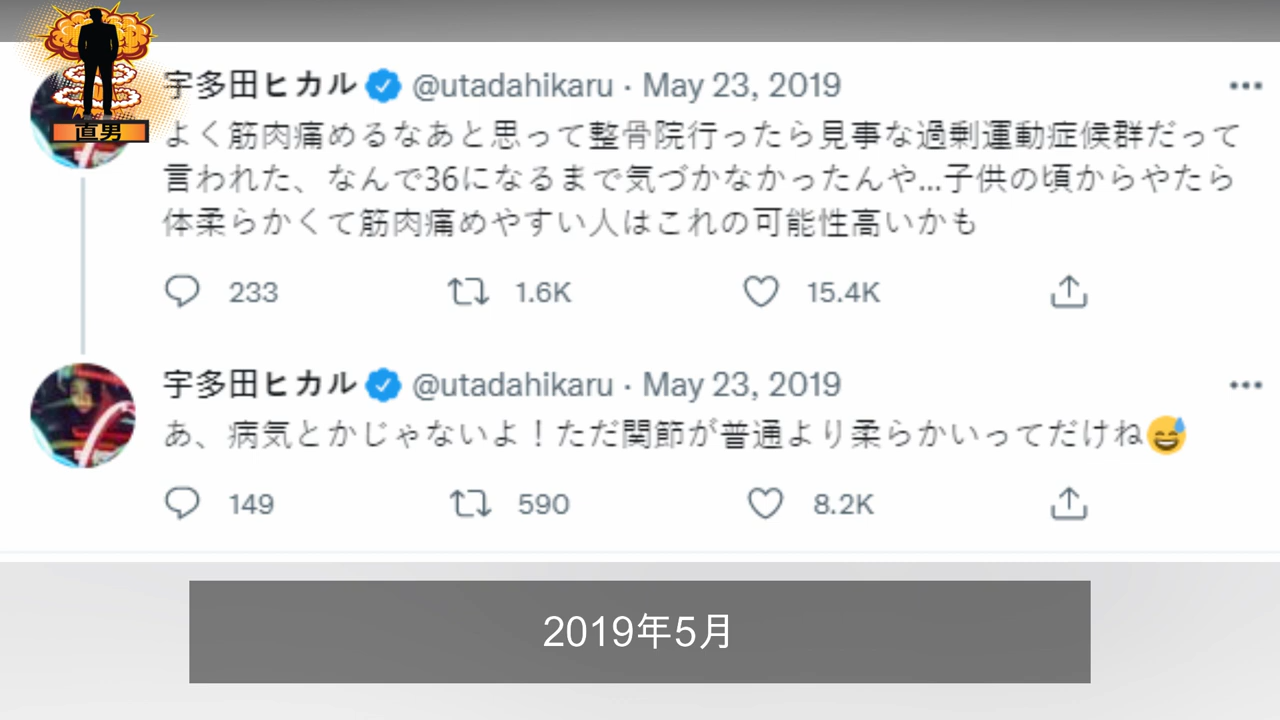 直男
宇多田ヒカル @utadahikaru · May 23, 2019
よく筋肉痛めるなあと思って整骨院行ったら見事な過剰運動症候群だって
言われた、なんで36になるまで気づかなかったんや...子供の頃からやたら
体柔らかくて筋肉痛めやすい人はこれの可能性高いかも
233 1.6K 15.4K
宇多田ヒカル @utadahikaru · May 23, 2019
あ、病気とかじゃないよ！ただ関節が普通より柔らかいってだけね😅
149 590 8.2K
2019年5月